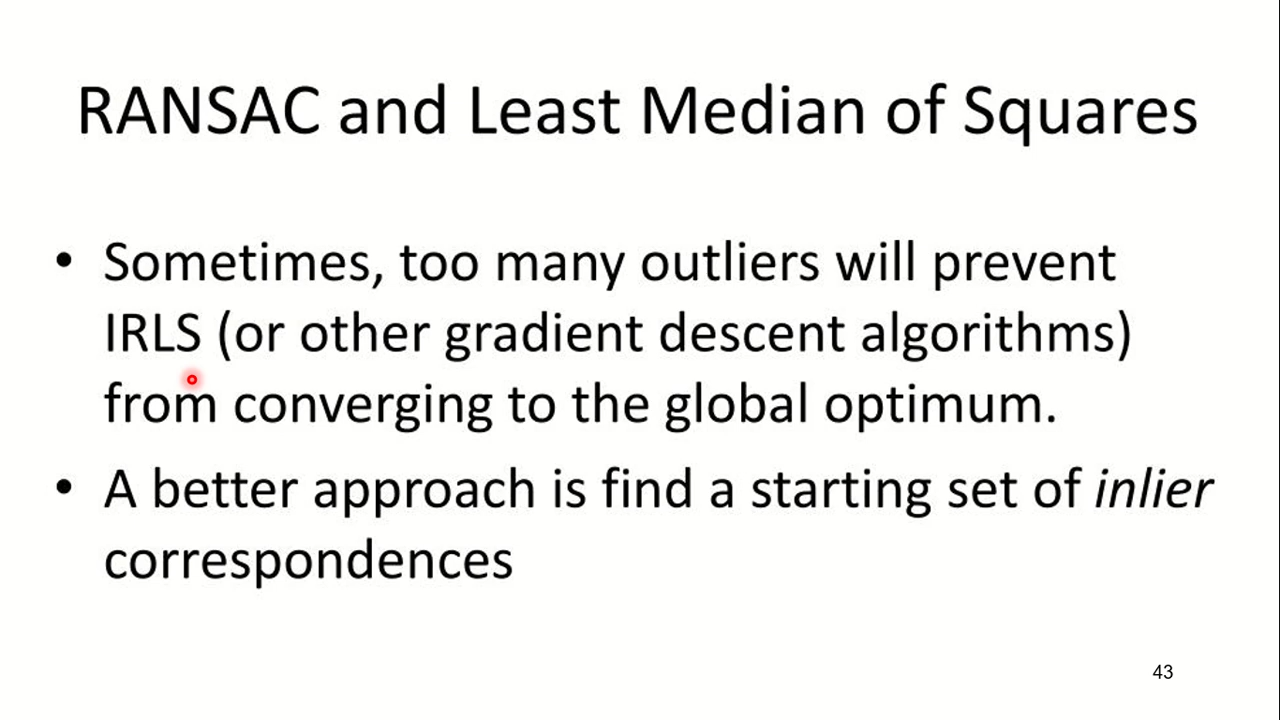 RANSAC and Least Median of Squares
• Sometimes, too many outliers will prevent
IRLS (or other gradient descent algorithms)
from converging to the global optimum.
• A better approach is find a starting set of inlier
correspondences
43